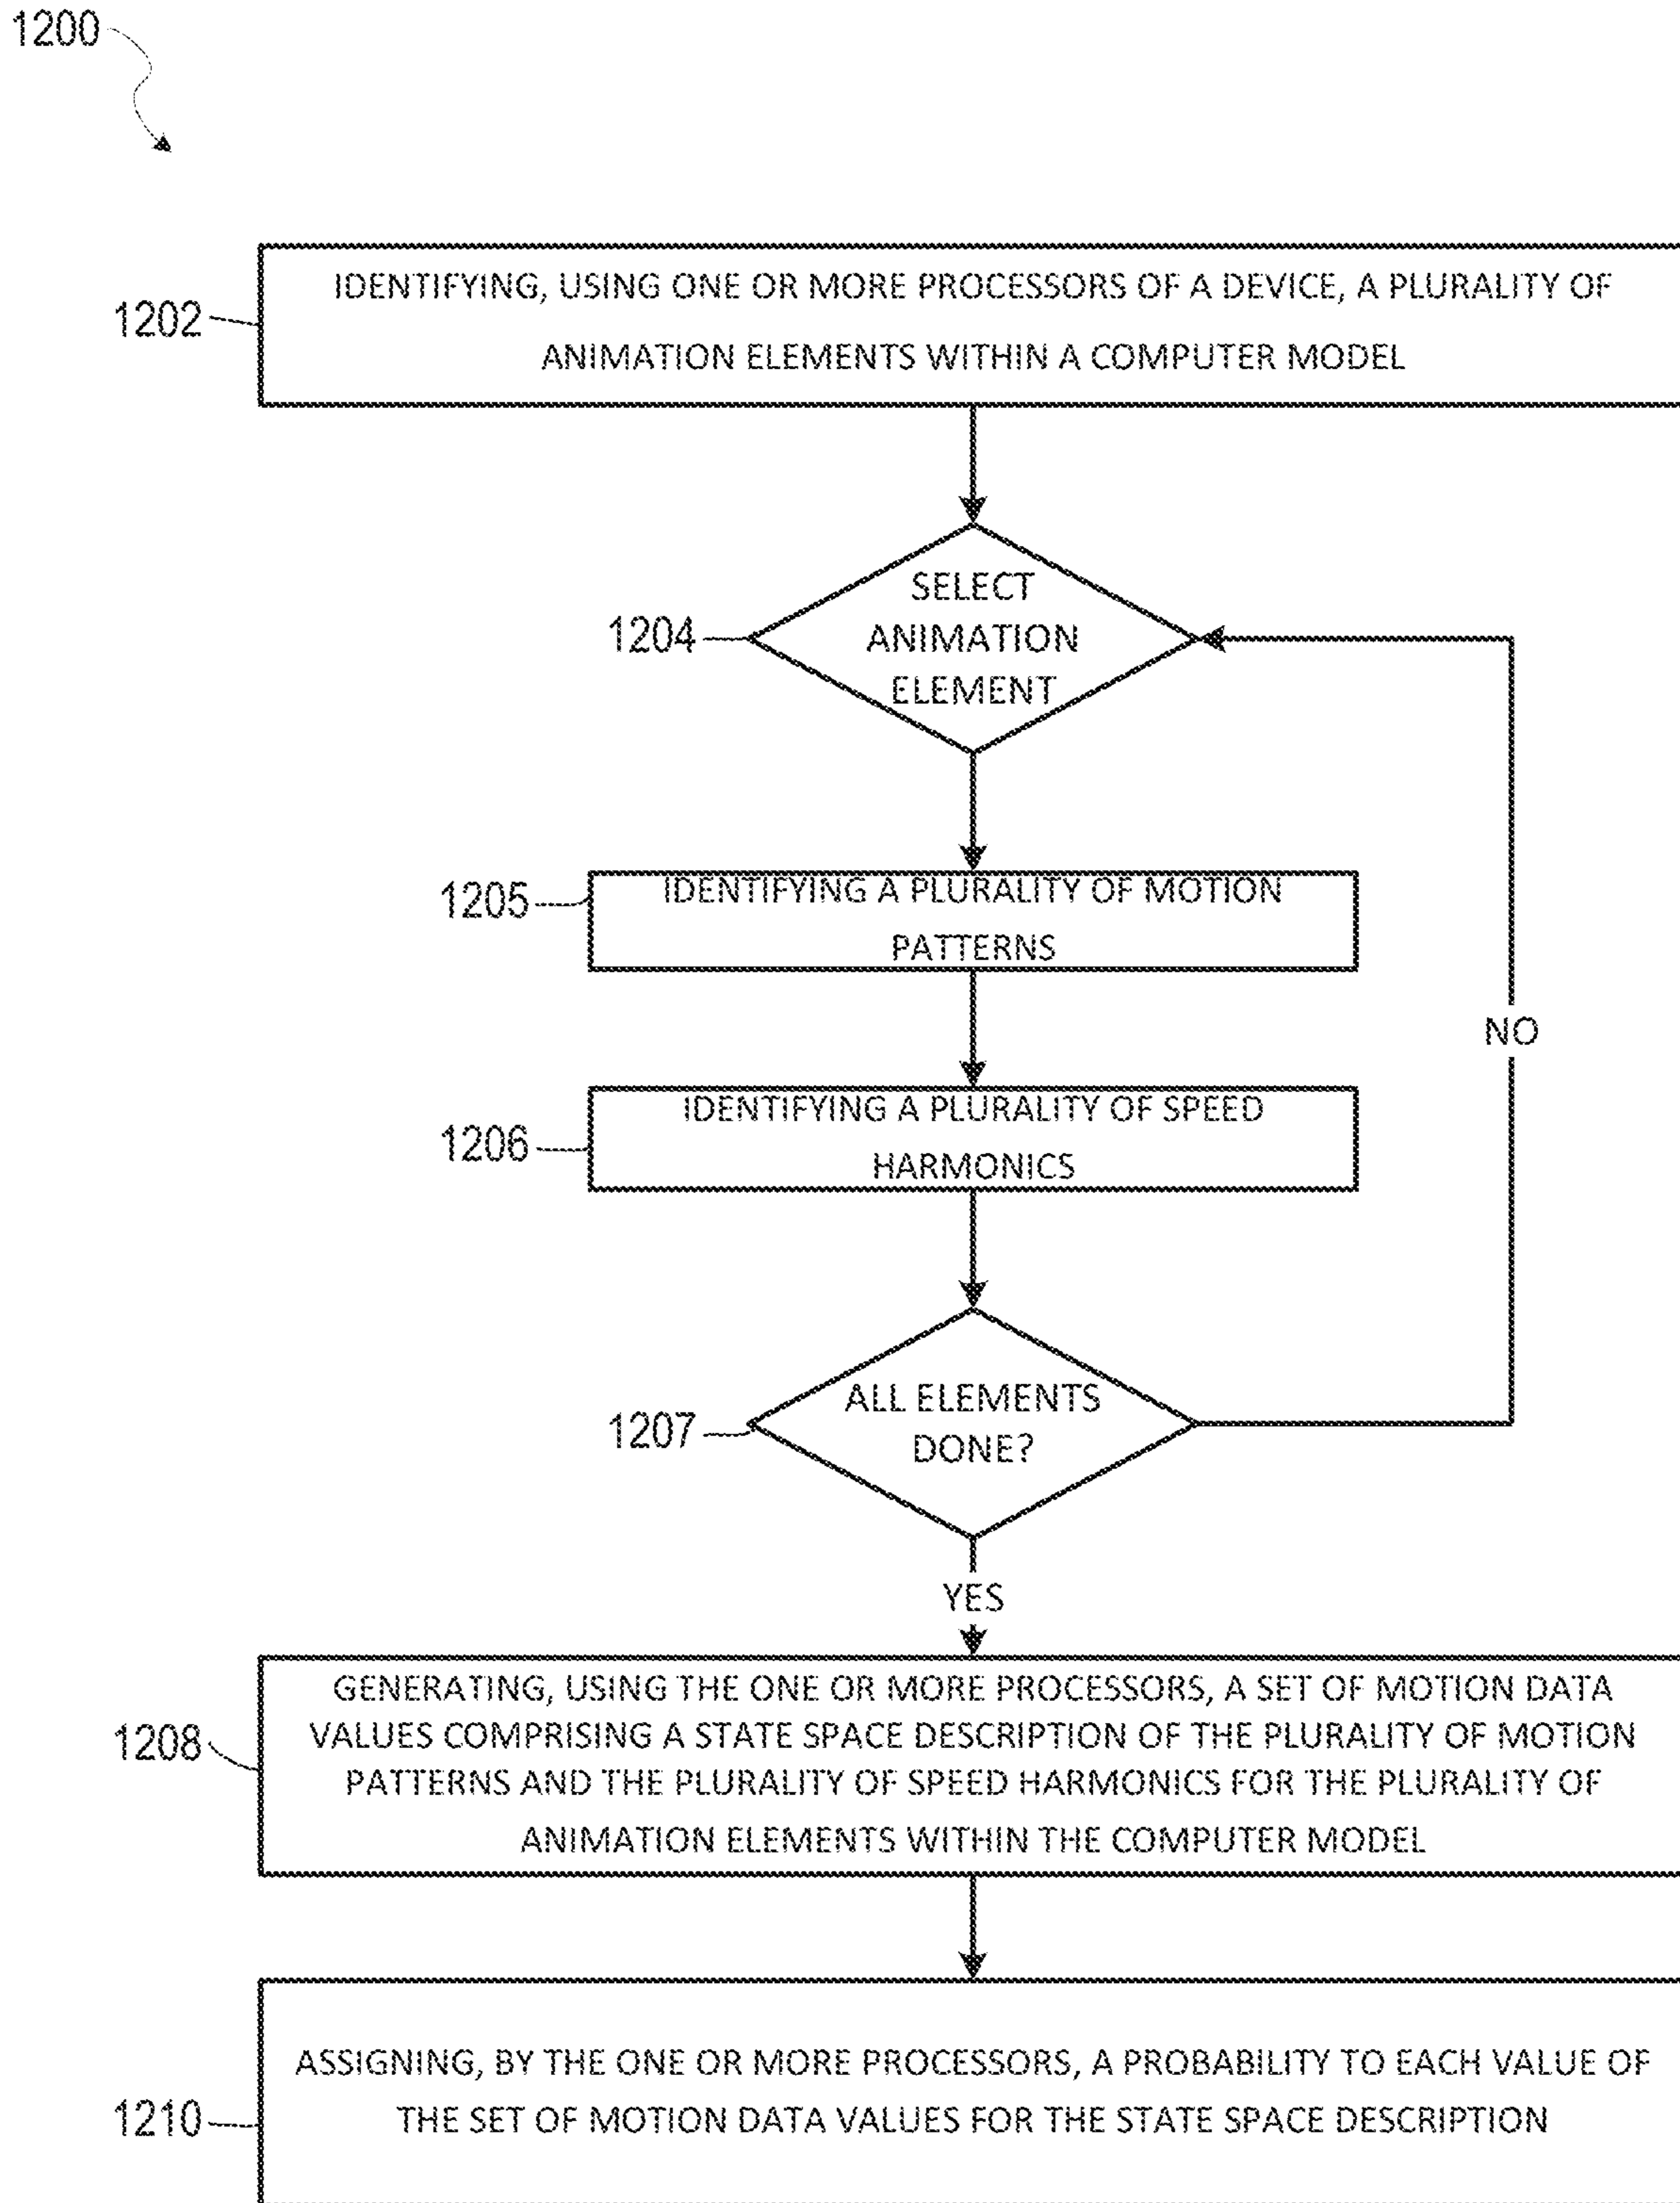 1200
1202
IDENTIFYING, USING ONE OR MORE PROCESSORS OF A DEVICE, A PLURALITY OF
ANIMATION ELEMENTS WITHIN A COMPUTER MODEL
1204
SELECT
ANIMATION
ELEMENT
1205
IDENTIFYING A PLURALITY OF MOTION
PATTERNS
NO
1206
IDENTIFYING A PLURALITY OF SPEED
HARMONICS
1207
ALL ELEMENTS
DONE?
YES
1208
GENERATING, USING THE ONE OR MORE PROCESSORS, A SET OF MOTION DATA
VALUES COMPRISING A STATE SPACE DESCRIPTION OF THE PLURALITY OF MOTION
PATTERNS AND THE PLURALITY OF SPEED HARMONICS FOR THE PLURALITY OF
ANIMATION ELEMENTS WITHIN THE COMPUTER MODEL
1210
ASSIGNING, BY THE ONE OR MORE PROCESSORS, A PROBABILITY TO EACH VALUE OF
THE SET OF MOTION DATA VALUES FOR THE STATE SPACE DESCRIPTION